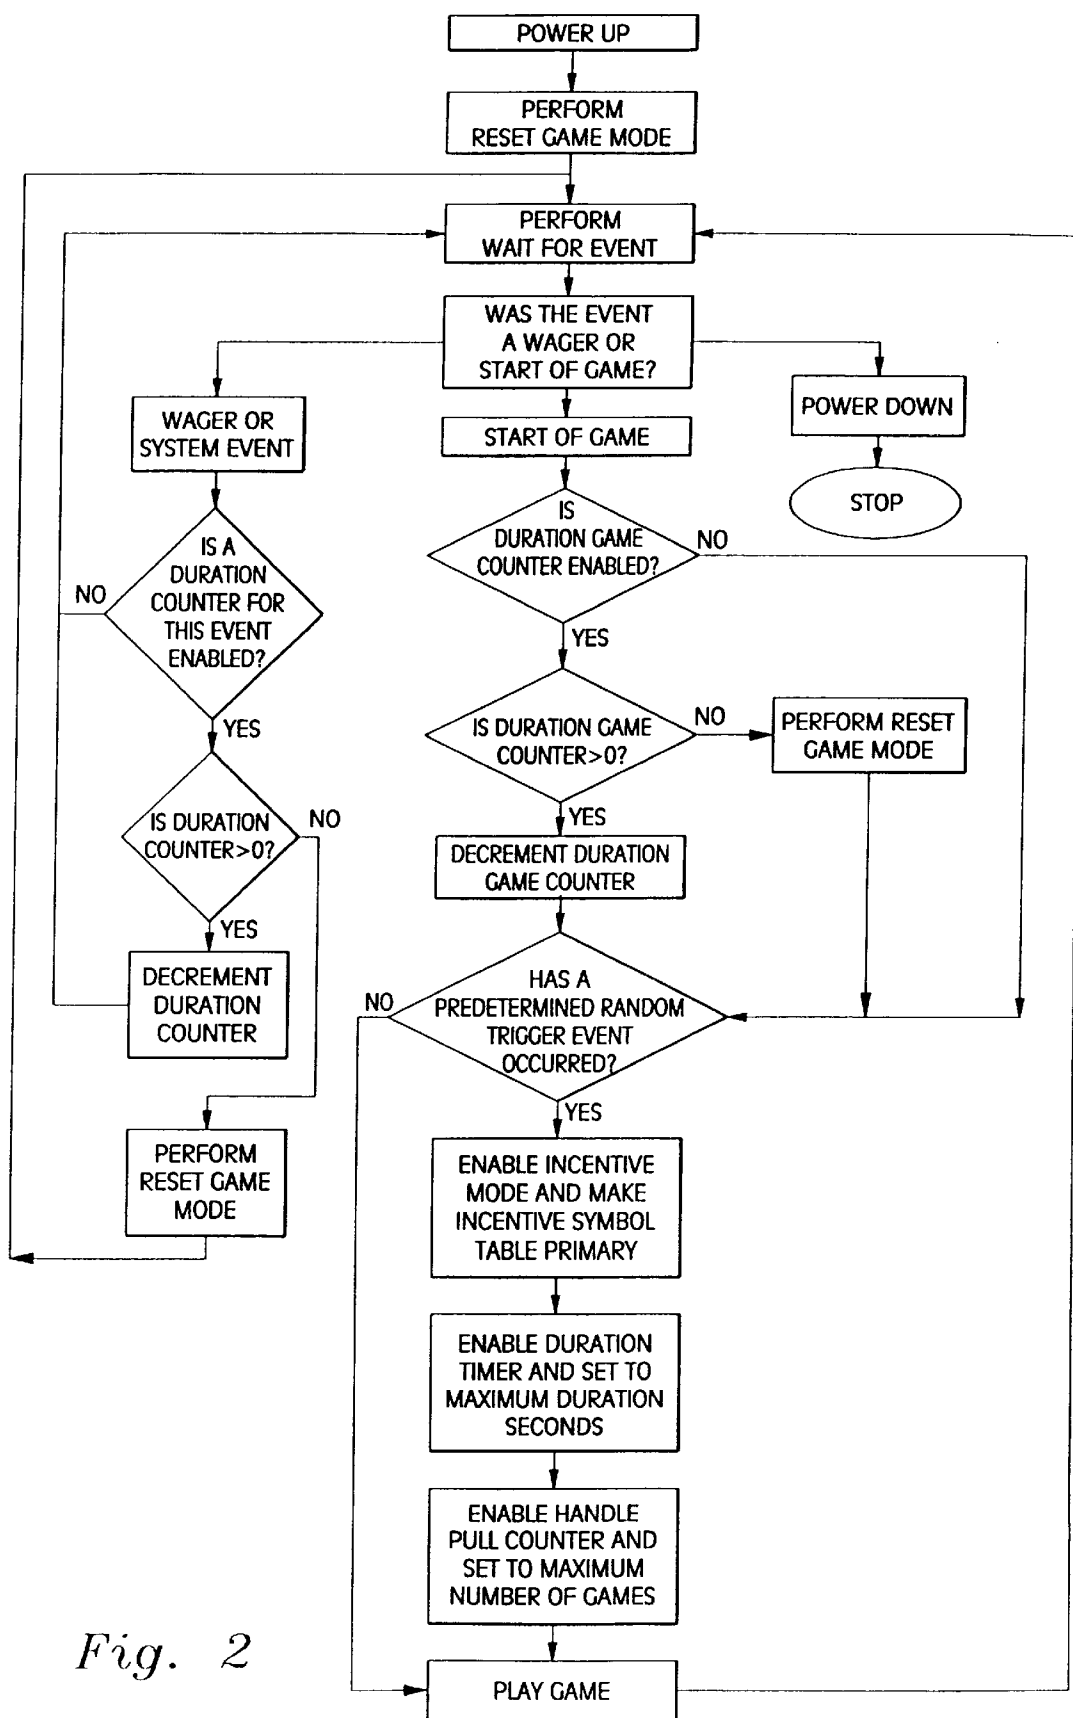 POWER UP
PERFORM
RESET GAME MODE
PERFORM
WAIT FOR EVENT
WAS THE EVENT
A WAGER OR
START OF GAME?
WAGER OR
SYSTEM EVENT
START OF GAME
POWER DOWN
STOP
IS A
DURATION
COUNTER FOR
THIS EVENT
ENABLED?
NO
YES
IS DURATION
COUNTER>0?
NO
YES
DECREMENT
DURATION
COUNTER
PERFORM
RESET GAME
MODE
IS
DURATION GAME
COUNTER ENABLED?
NO
YES
IS DURATION GAME
COUNTER>0?
NO
PERFORM RESET
GAME MODE
YES
DECREMENT DURATION
GAME COUNTER
HAS A
PREDETERMINED RANDOM
TRIGGER EVENT
OCCURRED?
NO
YES
ENABLE INCENTIVE
MODE AND MAKE
INCENTIVE SYMBOL
TABLE PRIMARY
ENABLE DURATION
TIMER AND SET TO
MAXIMUM DURATION
SECONDS
ENABLE HANDLE
PULL COUNTER AND
SET TO MAXIMUM
NUMBER OF GAMES
PLAY GAME
Fig. 2